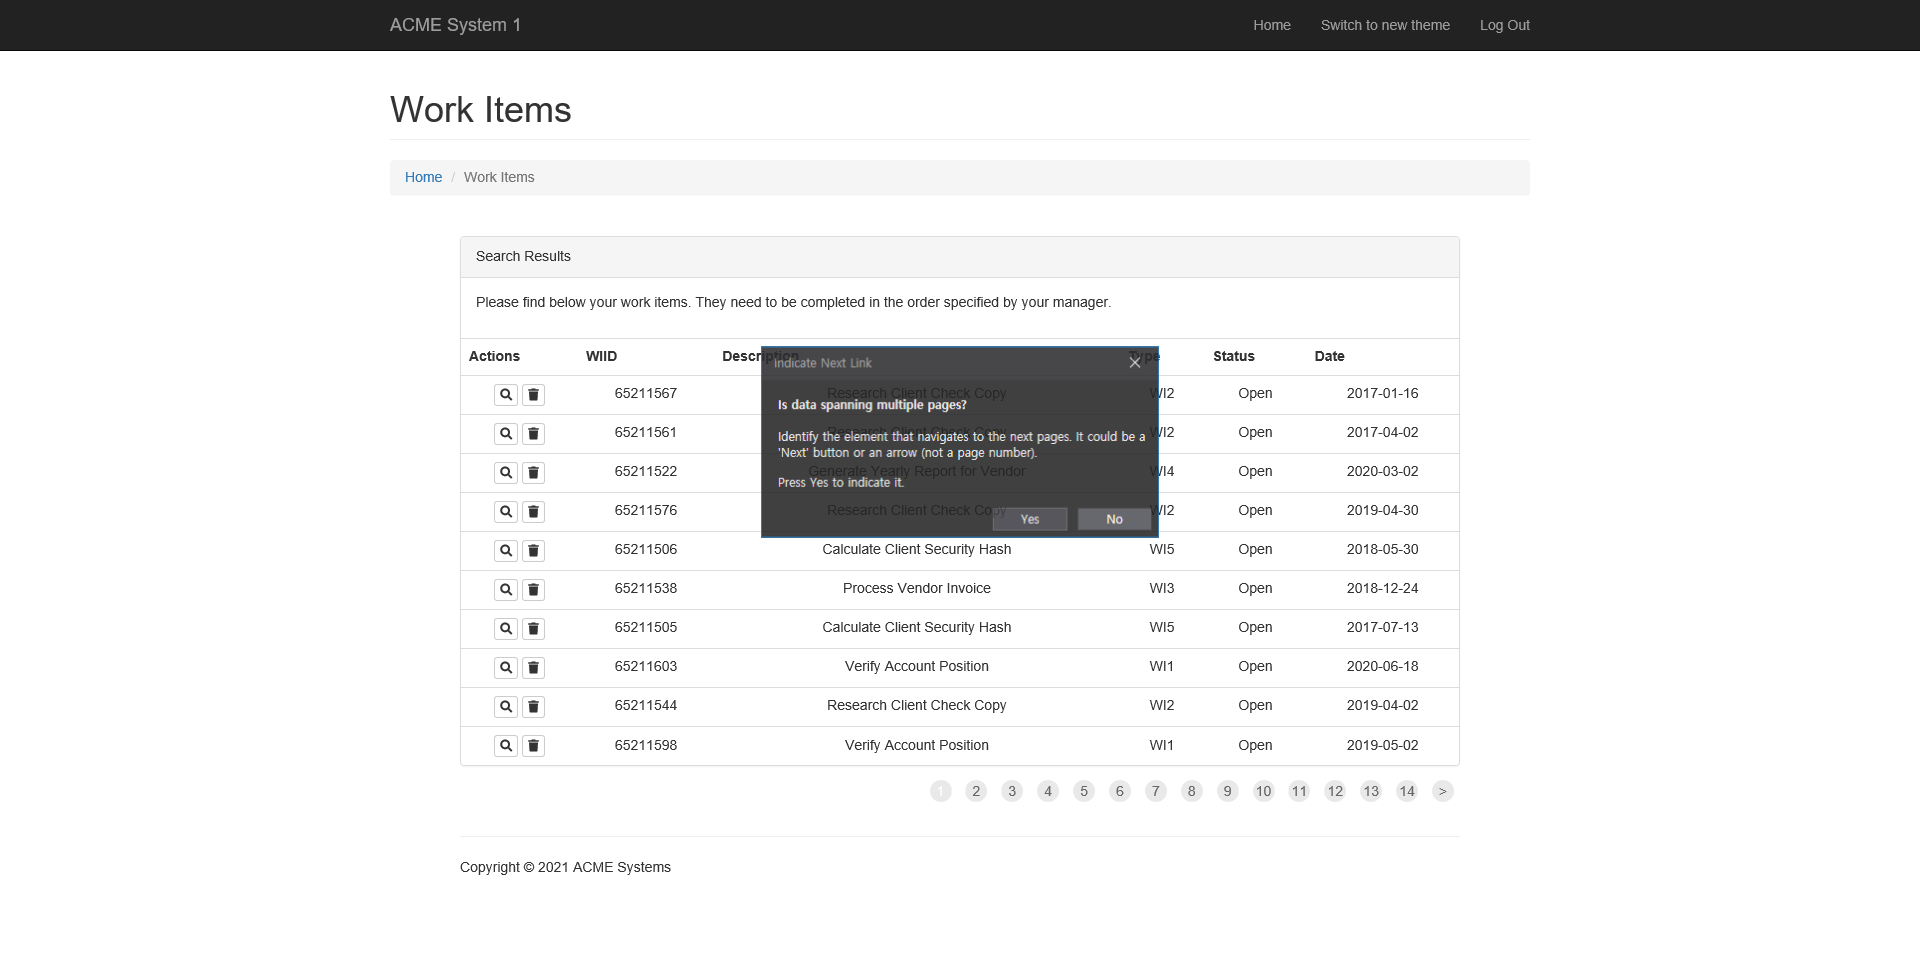 ACME System 1 Home Switch to new theme Log Out
Work Items
Home / Work Items
Search Results
Please find below your work items. They need to be completed in the order specified by your manager.
Actions WIID Description Type Status Date
65211567 Research Client Check Copy WI2 Open 2017-01-16
65211561 Research Client Check Copy WI2 Open 2017-04-02
65211522 Generate Yearly Report for Vendor WI4 Open 2020-03-02
65211576 Research Client Check Copy WI2 Open 2019-04-30
65211506 Calculate Client Security Hash WI5 Open 2018-05-30
65211538 Process Vendor Invoice WI3 Open 2018-12-24
65211505 Calculate Client Security Hash WI5 Open 2017-07-13
65211603 Verify Account Position WI1 Open 2020-06-18
65211544 Research Client Check Copy WI2 Open 2019-04-02
65211598 Verify Account Position WI1 Open 2019-05-02
Indicate Next Link
Is data spanning multiple pages?
Identify the element that navigates to the next pages. It could be a
'Next' button or an arrow (not a page number).
Press Yes to indicate it.
Yes No
1 2 3 4 5 6 7 8 9 10 11 12 13 14 >
Copyright © 2021 ACME Systems